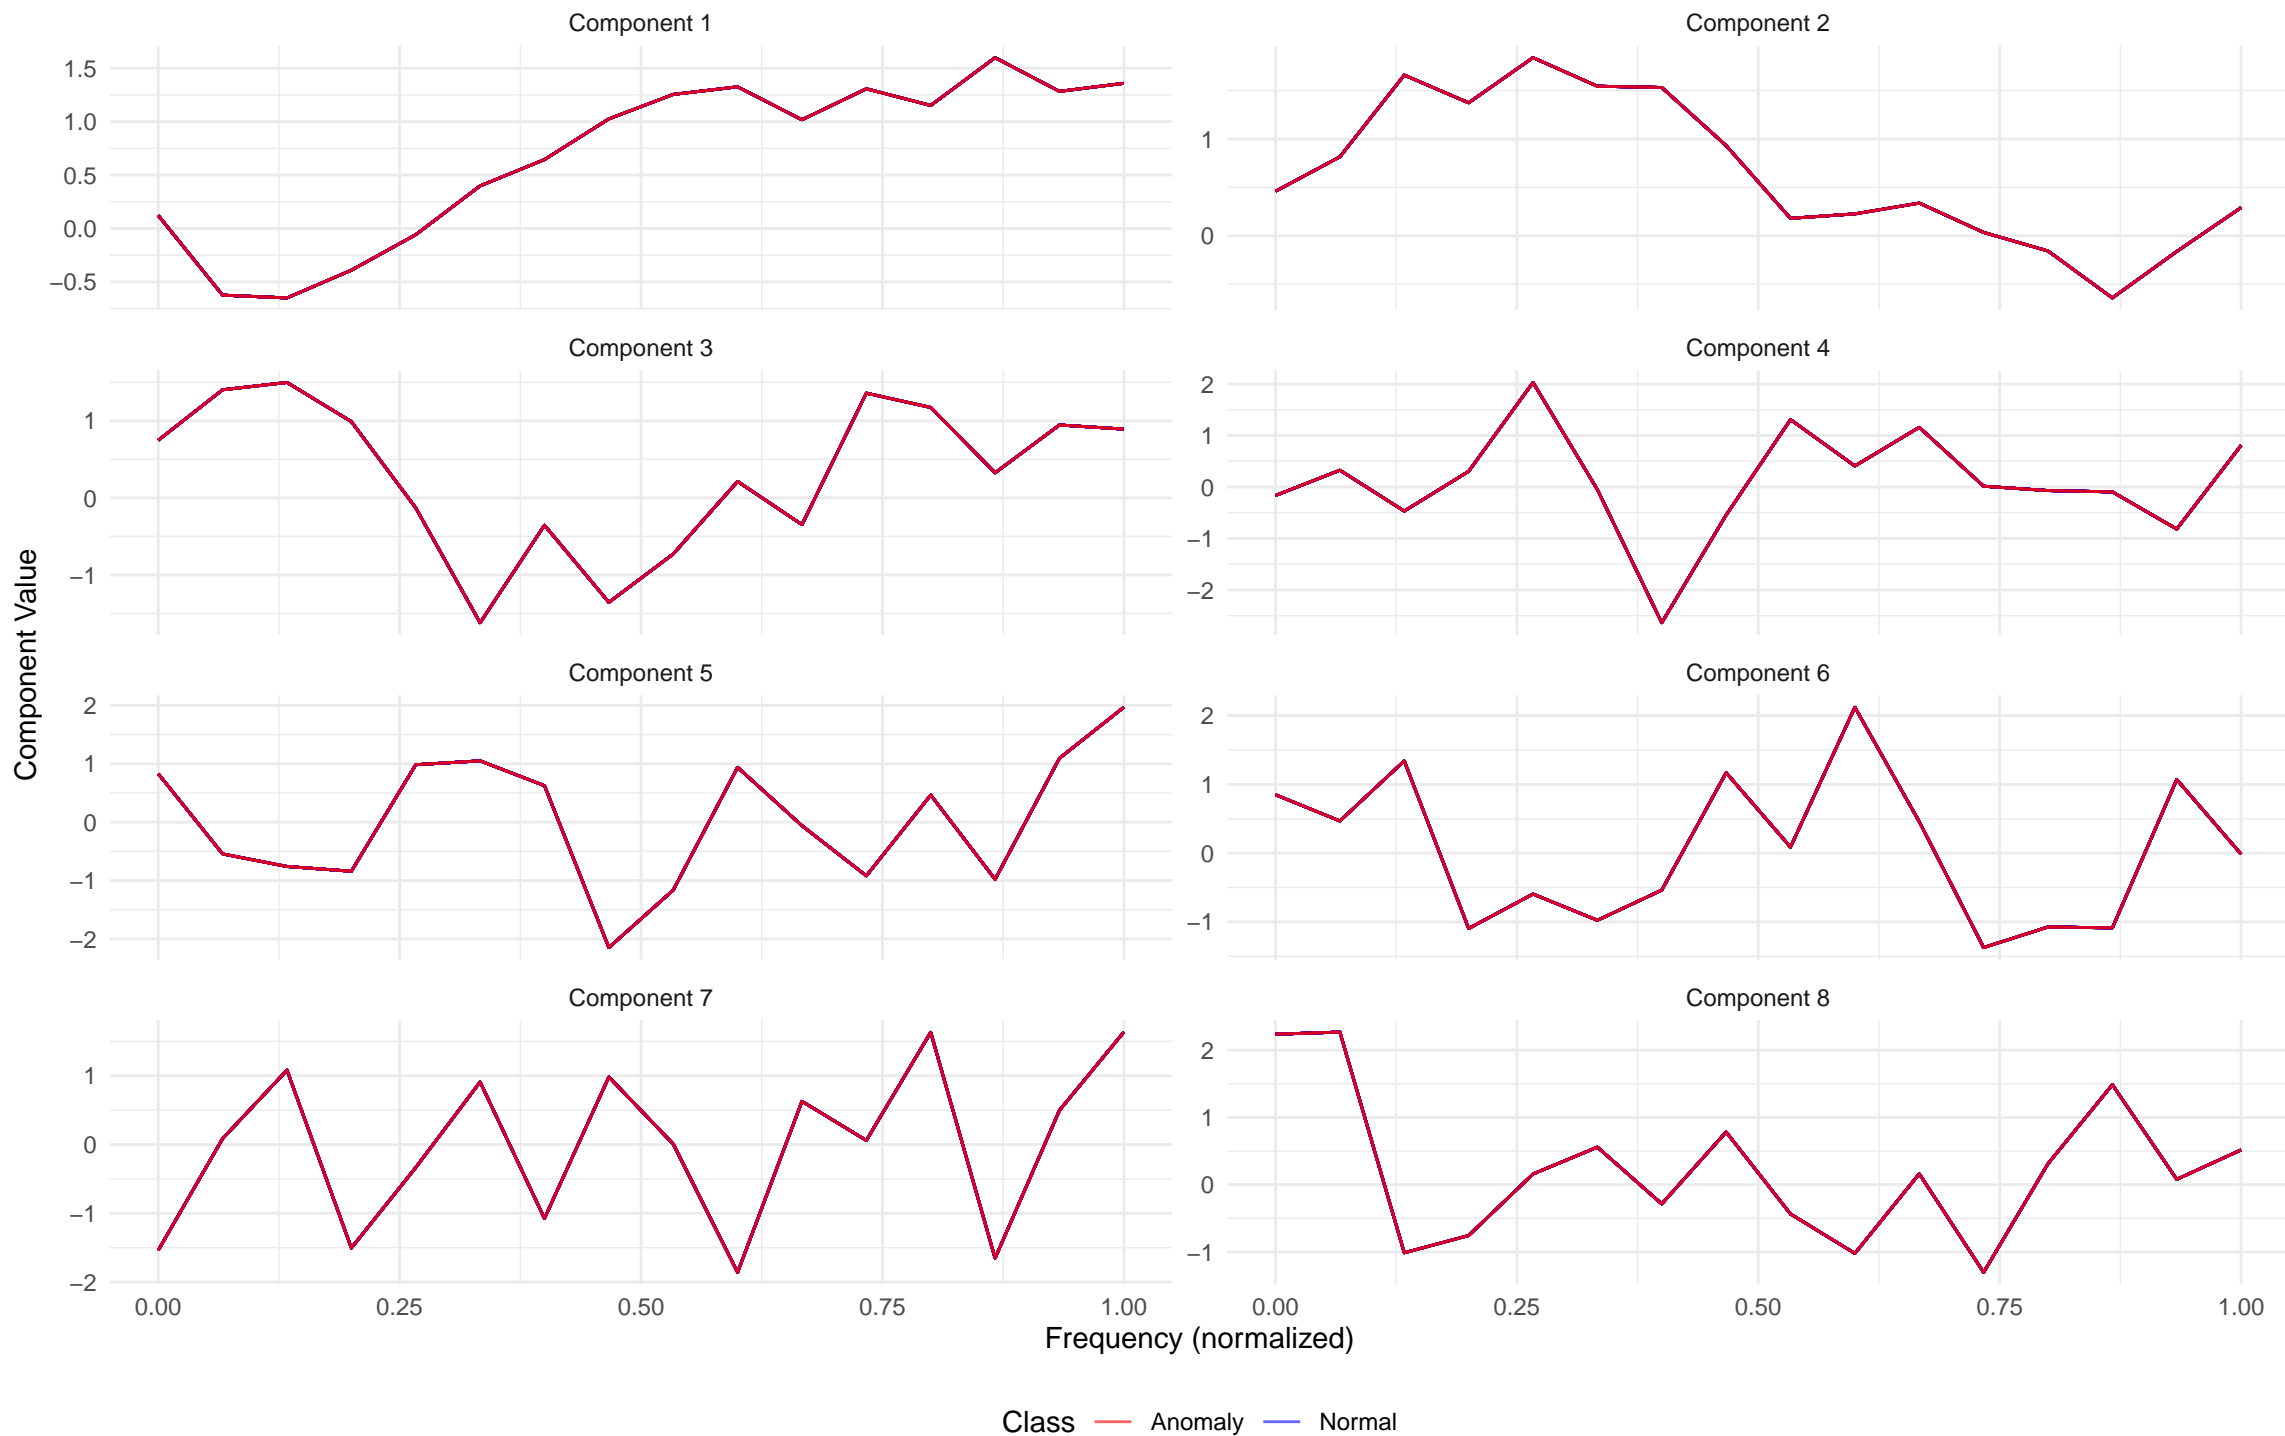 Component 1
Component 2
1.5
1.0
0.5
0.0
−0.5
1
0
Component 3
Component 4
1
0
−1
2
1
0
−1
−2
Component 5
Component 6
2
1
0
−1
−2
2
1
0
−1
Component 7
Component 8
1
0
−1
−2
2
1
0
−1
0.00 0.25 0.50 0.75 1.00
0.00 0.25 0.50 0.75 1.00
Component Value
Frequency (normalized)
Class Anomaly Normal